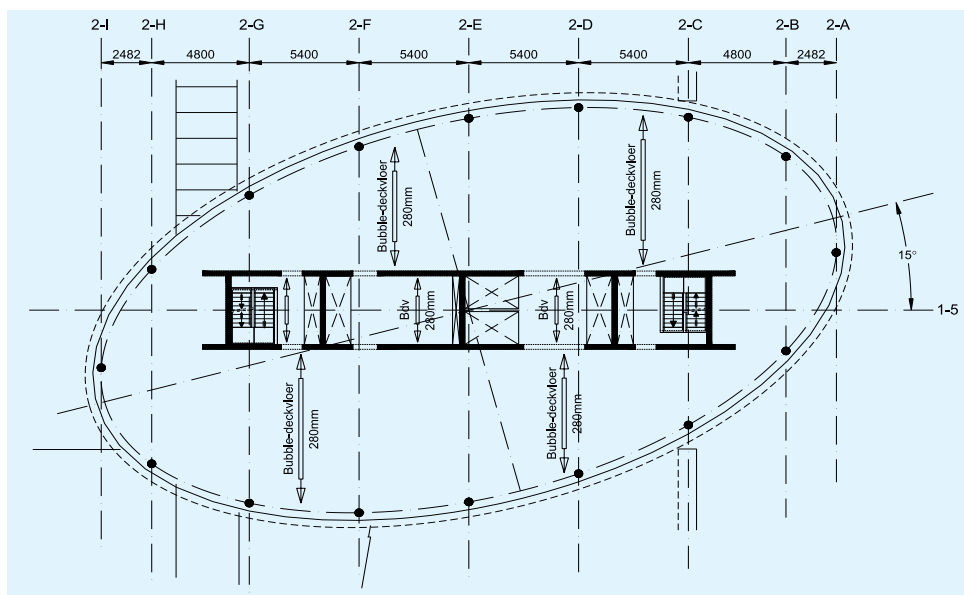 2-I 2-H 2-G 2-F 2-E 2-D 2-C 2-B 2-A
2482 4800 5400 5400 5400 5400 4800 2482
Bubble-deckvloer
280mm
Bubble-deckvloer
280mm
15°
Bdv
280mm
Bdv
280mm
1-5
Bubble-deckvloer
280mm
Bubble-deckvloer
280mm